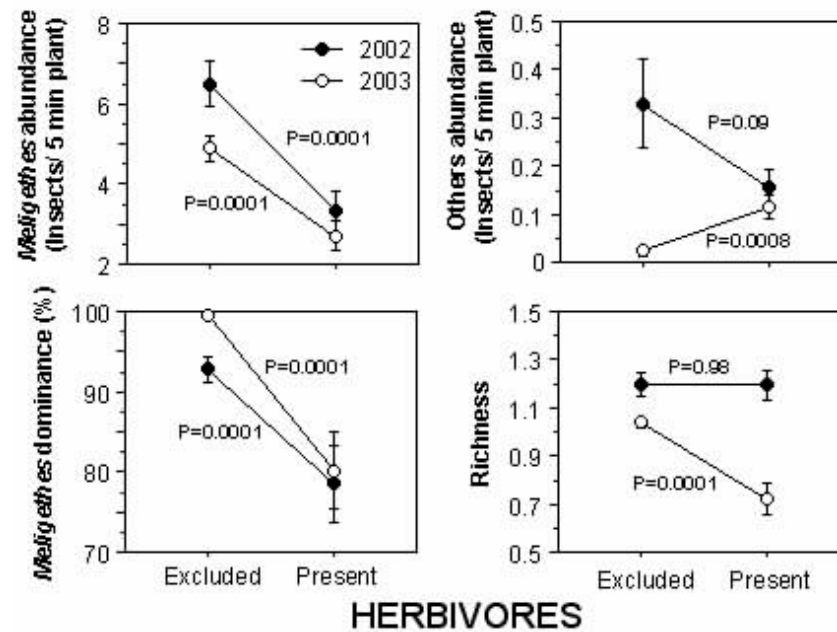 Meligethes abundance
(Insects/ 5 min plant)
8
6
4
2
2002
2003
P=0.0001
P=0.0001
Others abundance
(Insects/ 5 min plant)
0.5
0.4
0.3
0.2
0.1
0
P=0.09
P=0.0008
Meligethes dominance (%)
100
90
80
70
P=0.0001
P=0.0001
Excluded Present
Richness
1.5
1.3
1.1
0.9
0.7
0.5
P=0.98
P=0.0001
Excluded Present
HERBIVORES